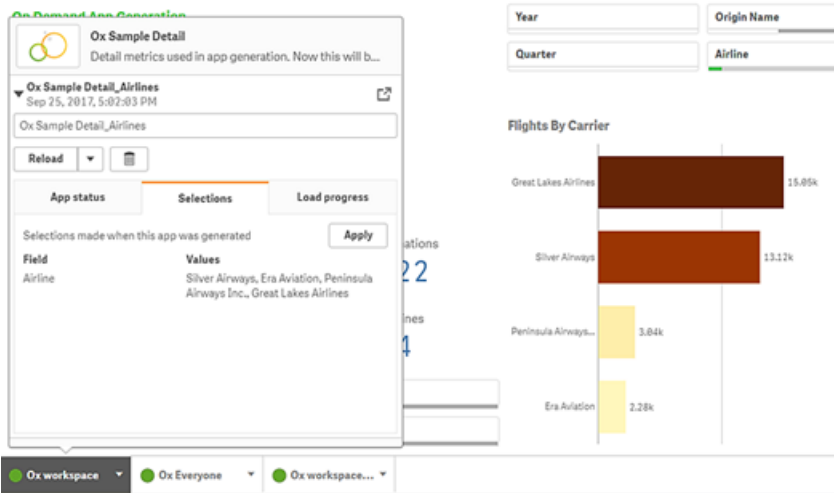 On Demand App Generation
Ox Sample Detail
Detail metrics used in app generation. Now this will b...
Ox Sample Detail_Airlines
Sep 25, 2017, 5:02:03 PM
Ox Sample Detail_Airlines
Reload
App status
Selections
Load progress
Selections made when this app was generated
Apply
Field
Values
Airline
Silver Airways, Era Aviation, Peninsula
Airways Inc., Great Lakes Airlines
ations
22
ines
4
Year
Origin Name
Quarter
Airline
Flights By Carrier
Great Lakes Airlines
15.05k
Silver Airways
13.12k
Peninsula Airways...
3.04k
Era Aviation
2.28k
Ox workspace
Ox Everyone
Ox workspace...